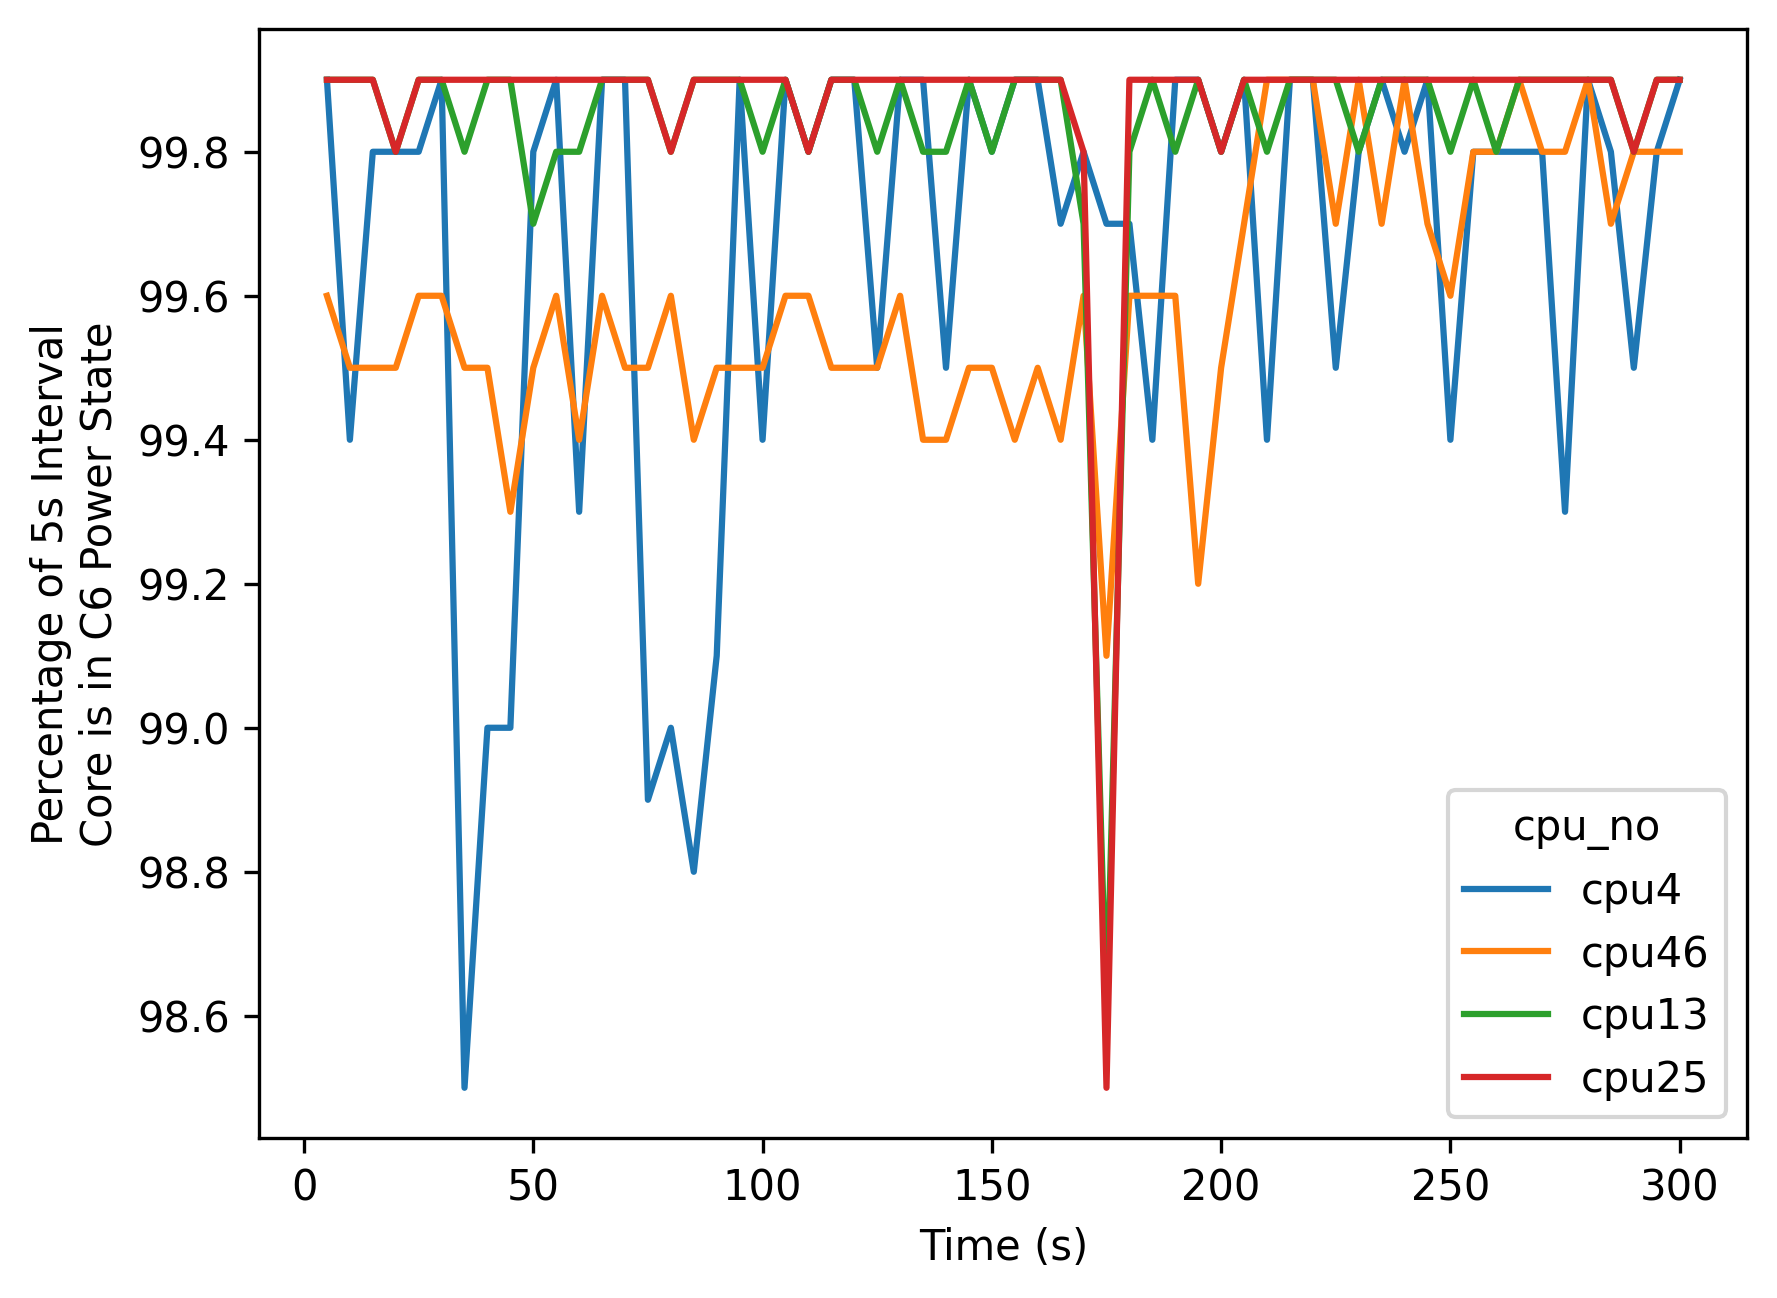 Percentage of 5s Interval
Core is in C6 Power State
99.8
99.6
99.4
99.2
99.0
98.8
98.6
0 50 100 150 200 250 300
Time (s)
cpu_no
cpu4
cpu46
cpu13
cpu25